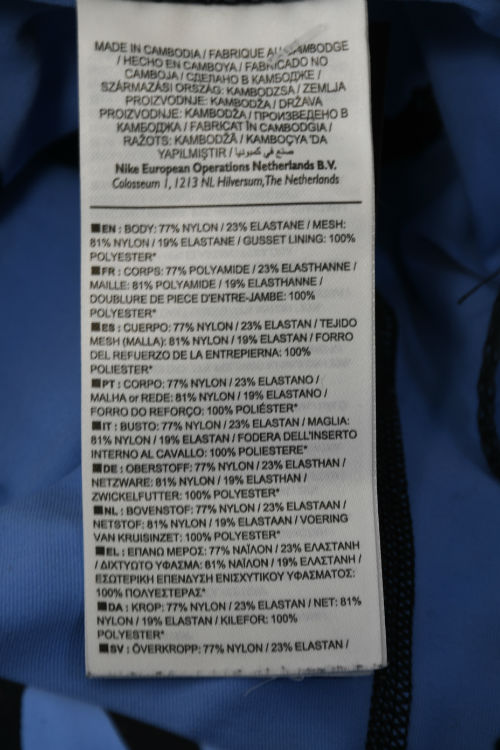 MADE IN CAMBODIA / FABRIQUE AU CAMBODGE
/ HECHO EN CAMBOYA / FABRICADO NO
CAMBOJA / СДЕЛАНО В КАМБОДЖЕ /
SZÁRMAZÁSI ORSZÁG: KAMBODZSA / ZEMLJA
PROIZVODNJE: KAMBODŽA / DRŽAVA
PROIZVODNJE: KAMBODŽA / ПРОИЗВЕДЕНО В
КАМБОДЖА / FABRICAT ÎN CAMBODGIA /
RAŽOTS: KAMBODŽĀ / KAMBOÇYA'DA
YAPILMIŞTIR / صنع في كمبوديا
Nike European Operations Netherlands B.V.
Colosseum 1, 1213 NL Hilversum, The Netherlands
■EN : BODY: 77% NYLON / 23% ELASTANE / MESH:
81% NYLON / 19% ELASTANE / GUSSET LINING: 100%
POLYESTER*
■FR : CORPS: 77% POLYAMIDE / 23% ELASTHANNE /
MAILLE: 81% POLYAMIDE / 19% ELASTHANNE /
DOUBLURE DE PIECE D'ENTRE-JAMBE: 100%
POLYESTER*
■ES : CUERPO: 77% NYLON / 23% ELASTAN / TEJIDO
MESH (MALLA): 81% NYLON / 19% ELASTAN / FORRO
DEL REFUERZO DE LA ENTREPIERNA: 100%
POLIESTER*
■PT : CORPO: 77% NYLON / 23% ELASTANO /
MALHA or REDE: 81% NYLON / 19% ELASTANO /
FORRO DO REFORÇO: 100% POLIÉSTER*
■IT : BUSTO: 77% NYLON / 23% ELASTAN / MAGLIA:
81% NYLON / 19% ELASTAN / FODERA DELL'INSERTO
INTERNO AL CAVALLO: 100% POLIESTERE*
■DE : OBERSTOFF: 77% NYLON / 23% ELASTHAN /
NETZWARE: 81% NYLON / 19% ELASTHAN /
ZWICKELFUTTER: 100% POLYESTER*
■NL : BOVENSTOF: 77% NYLON / 23% ELASTAAN /
NETSTOF: 81% NYLON / 19% ELASTAAN / VOERING
VAN KRUISINZET: 100% POLYESTER*
■EL : ΕΠΑΝΩ ΜΕΡΟΣ: 77% ΝΑΪΛΟΝ / 23% ΕΛΑΣΤΑΝΗ
/ ΔΙΧΤΥΩΤΟ ΥΦΑΣΜΑ: 81% ΝΑΪΛΟΝ / 19% ΕΛΑΣΤΑΝΗ /
ΕΣΩΤΕΡΙΚΗ ΕΠΕΝΔΥΣΗ ΕΝΙΣΧΥΤΙΚΟΥ ΥΦΑΣΜΑΤΟΣ:
100% ΠΟΛΥΕΣΤΕΡΑΣ*
■DA : KROP: 77% NYLON / 23% ELASTAN / NET: 81%
NYLON / 19% ELASTAN / KILEFOR: 100%
POLYESTER*
■SV : ÖVERKROPP: 77% NYLON / 23% ELASTAN /